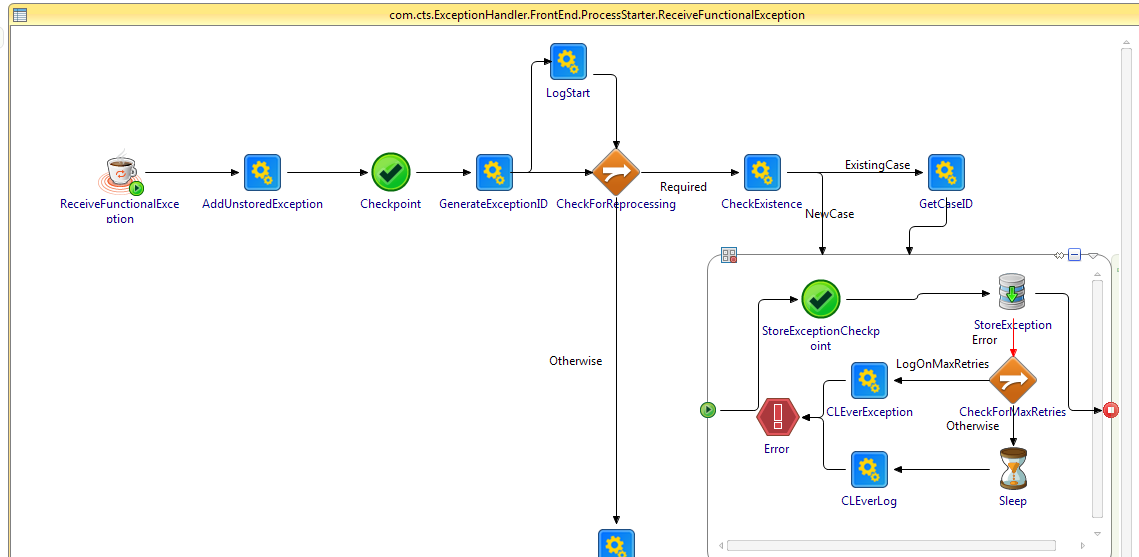 com.cts.ExceptionHandler.FrontEnd.ProcessStarter.ReceiveFunctionalException
LogStart
ReceiveFunctionalExce
ption
AddUnstoredException
Checkpoint
GenerateExceptionID
CheckForReprocessing
Required
CheckExistence
ExistingCase
NewCase
GetCaseID
Otherwise
StoreExceptionCheckp
oint
StoreException
Error
LogOnMaxRetries
CLEverException
CheckForMaxRetries
Otherwise
Error
CLEverLog
Sleep